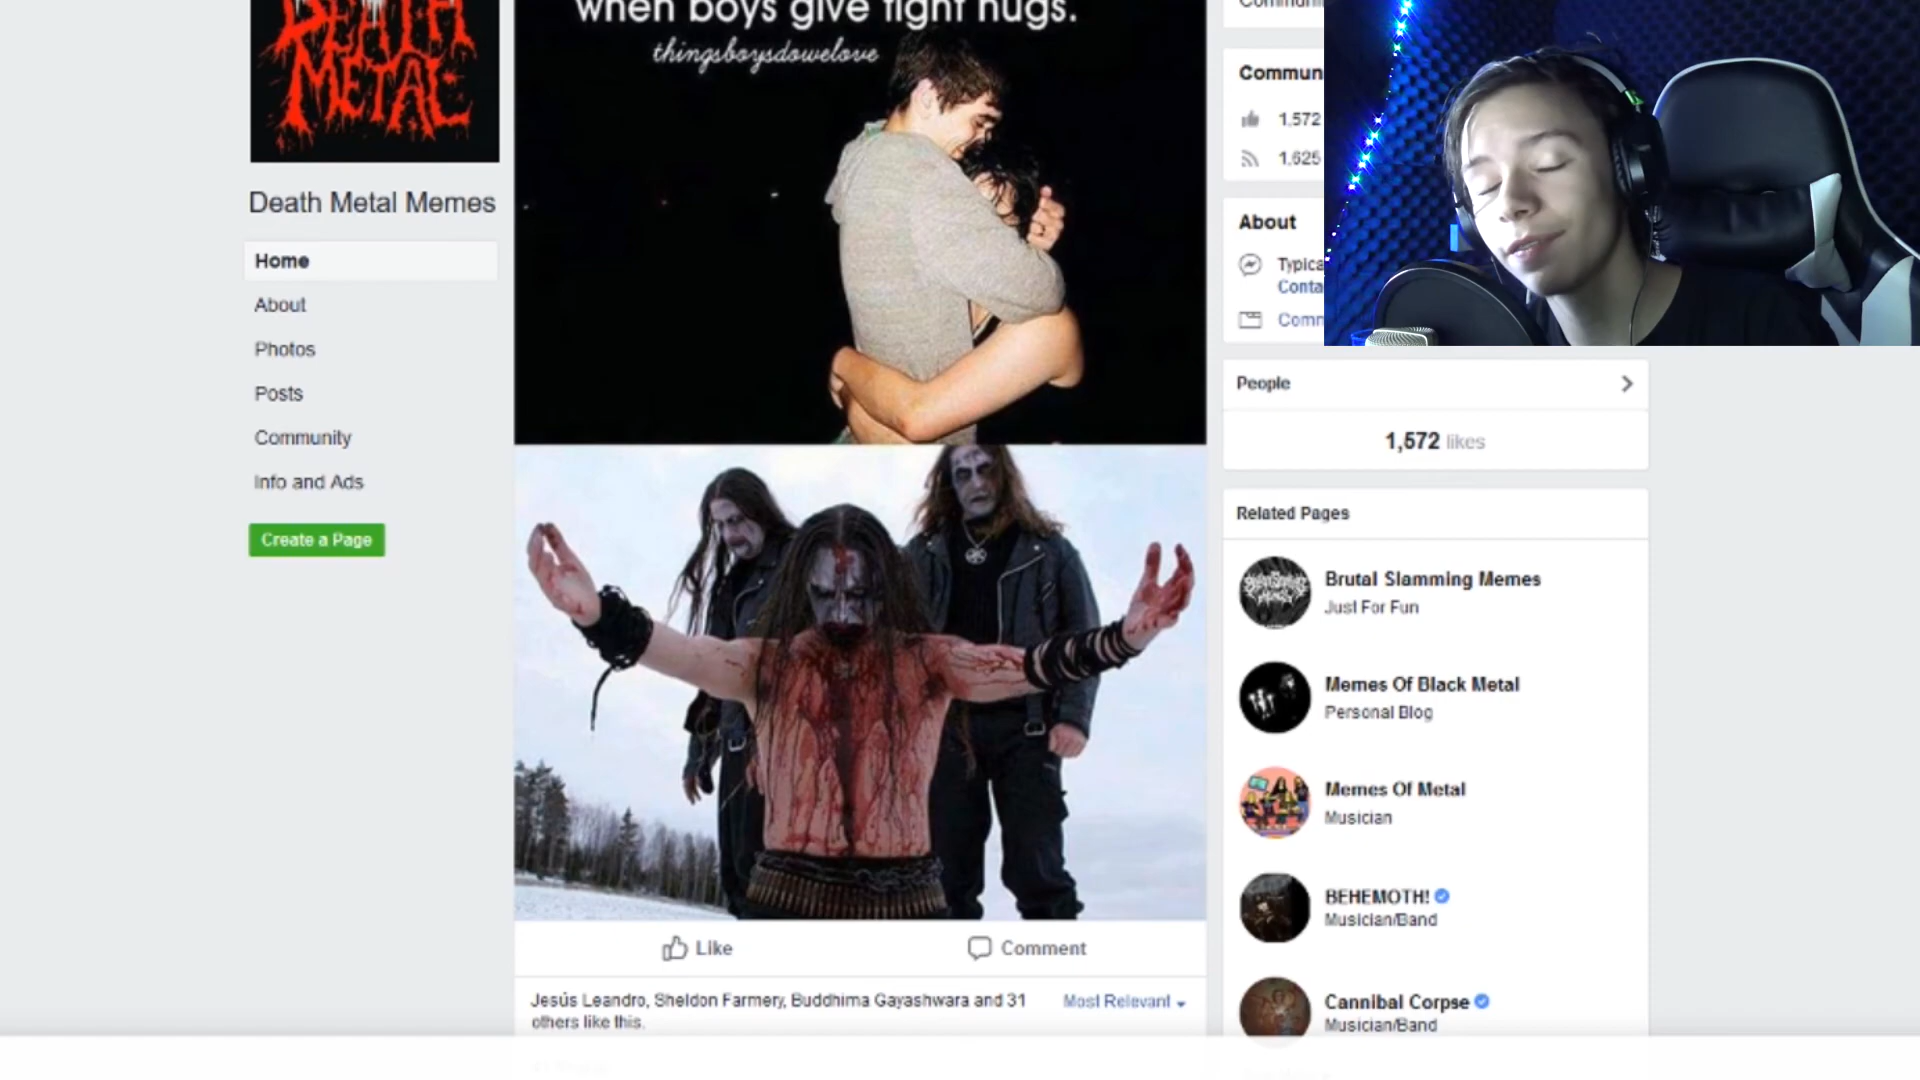 DEATH
METAL
Death Metal Memes
Home
About
Photos
Posts
Community
Info and Ads
Create a Page
when boys give tight hugs.
thingsboysdowelove
Like
Comment
Jesús Leandro, Sheldon Farmery, Buddhima Gayashwara and 31
others like this.
Most Relevant
Commun
1,572
1,625
About
Typica
Conta
Comm
People
1,572 likes
Related Pages
Brutal Slamming Memes
Just For Fun
Memes Of Black Metal
Personal Blog
Memes Of Metal
Musician
BEHEMOTH!
Musician/Band
Cannibal Corpse
Musician/Band